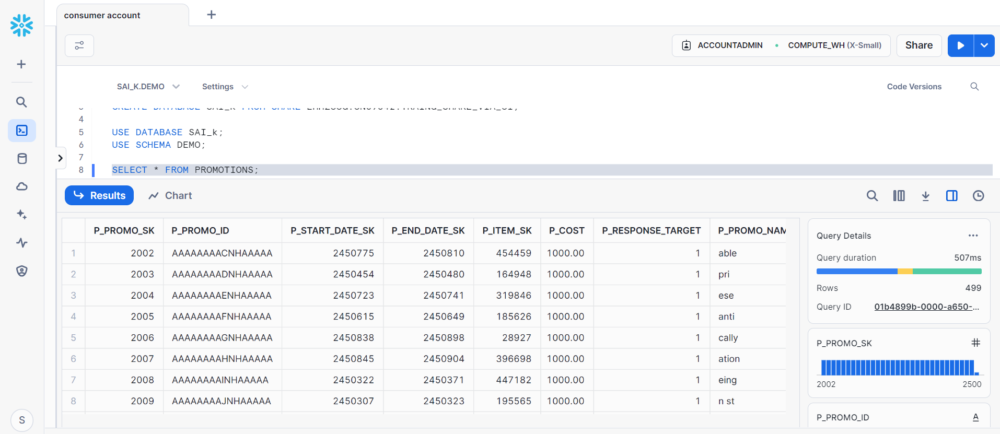 consumer account
ACCOUNTADMIN COMPUTE_WH (X-Small)
Share
SAI_K.DEMO
Settings
Code Versions
CREATE DATABASE SAI_K FROM SHARE
4
5 USE DATABASE SAI_k;
6 USE SCHEMA DEMO;
7
8 SELECT * FROM PROMOTIONS;
Results
Chart
P_PROMO_SK P_PROMO_ID P_START_DATE_SK P_END_DATE_SK P_ITEM_SK P_COST P_RESPONSE_TARGET P_PROMO_NAM
1 2002 AAAAAAAACNHAAAAA 2450775 2450810 454459 1000.00 1 able
2 2003 AAAAAAAADNHAAAAA 2450454 2450480 164948 1000.00 1 pri
3 2004 AAAAAAAAENHAAAAA 2450723 2450741 319846 1000.00 1 ese
4 2005 AAAAAAAAFNHAAAAA 2450615 2450649 185626 1000.00 1 anti
5 2006 AAAAAAAAGNHAAAAA 2450838 2450898 28927 1000.00 1 cally
6 2007 AAAAAAAAHNHAAAAA 2450845 2450904 396698 1000.00 1 ation
7 2008 AAAAAAAAINHAAAAA 2450322 2450371 447182 1000.00 1 eing
8 2009 AAAAAAAAJNHAAAAA 2450307 2450323 195565 1000.00 1 n st
Query Details
Query duration 507ms
Rows 499
Query ID 01b4899b-0000-a650-...
P_PROMO_SK
2002 2500
P_PROMO_ID A
S